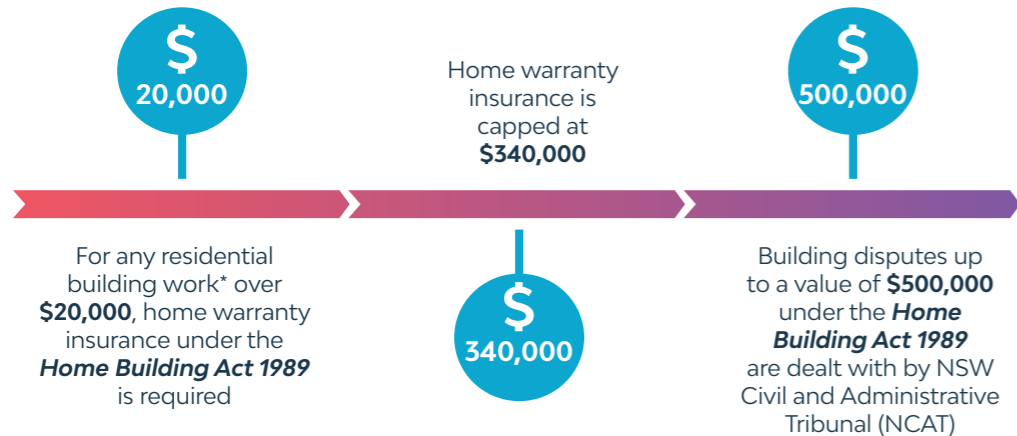 $
20,000
For any residential
building work* over
$20,000, home warranty
insurance under the
Home Building Act 1989
is required
Home warranty
insurance is
capped at
$340,000
$
340,000
$
500,000
Building disputes up
to a value of $500,000
under the Home
Building Act 1989
are dealt with by NSW
Civil and Administrative
Tribunal (NCAT)